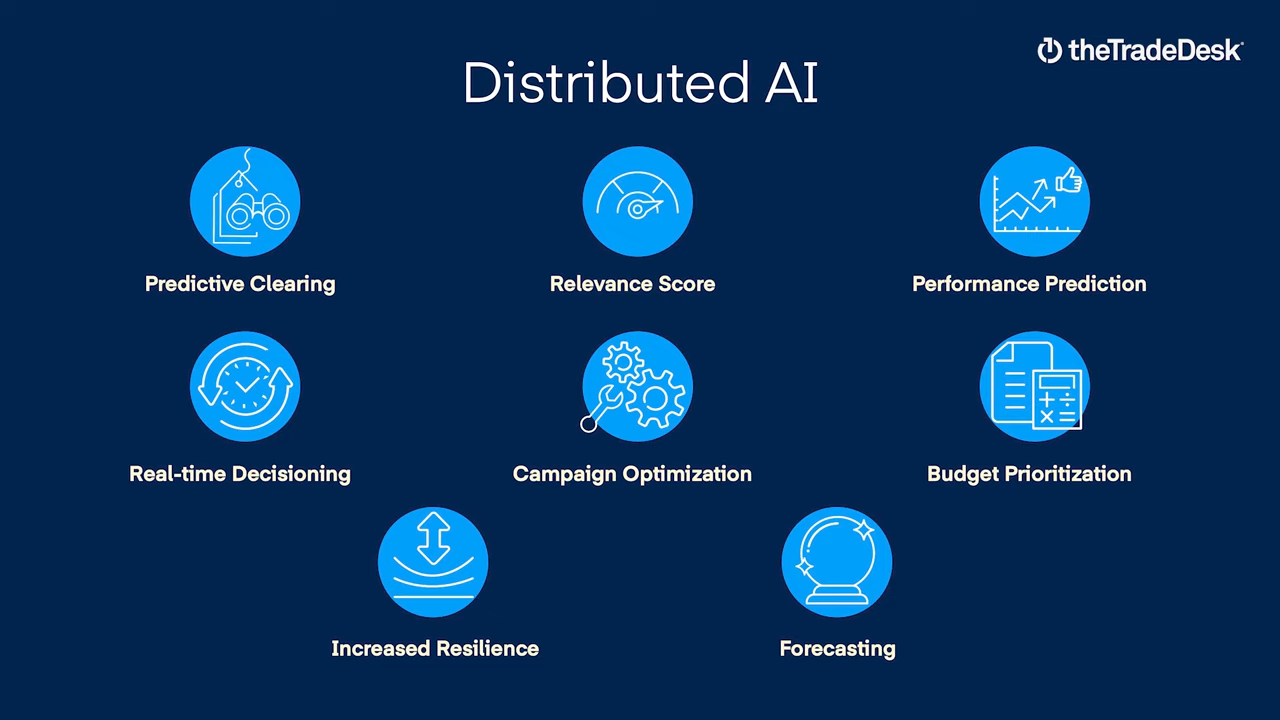 theTradeDesk
Distributed AI
Predictive Clearing
Relevance Score
Performance Prediction
Real-time Decisioning
Campaign Optimization
Budget Prioritization
Increased Resilience
Forecasting